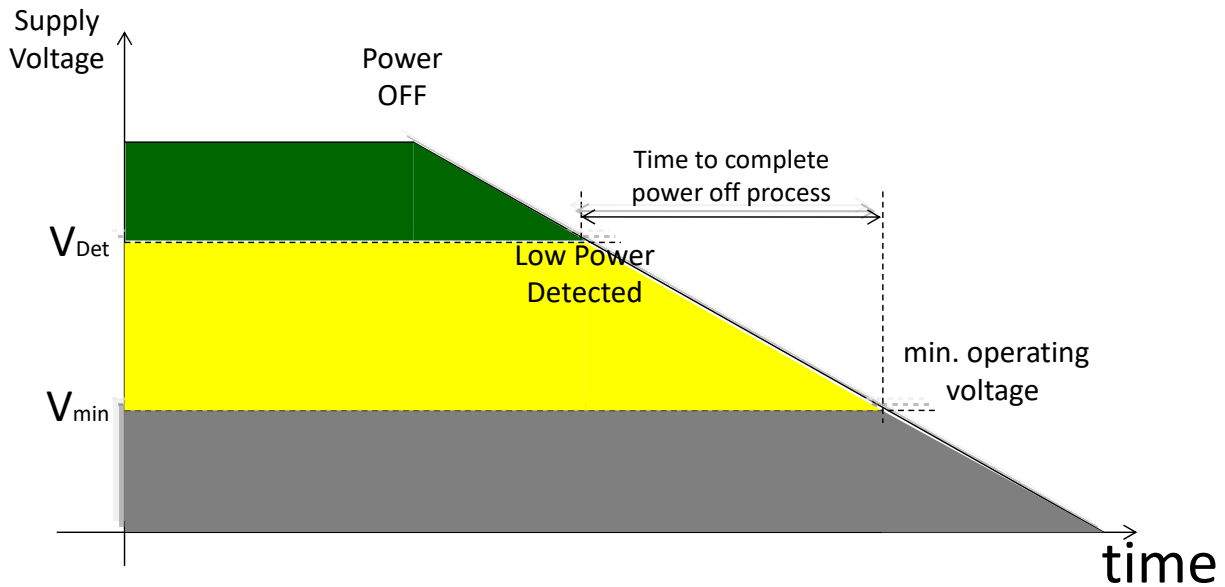 Supply
Voltage
Power
OFF
Time to complete
power off process
VDet
Low Power
Detected
min. operating
voltage
Vmin
time